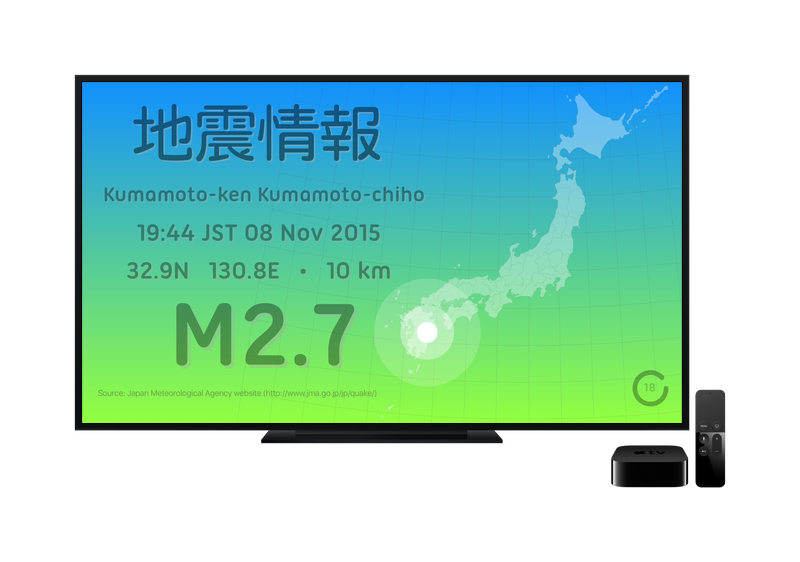 地震情報
Kumamoto-ken Kumamoto-chiho
19:44 JST 08 Nov 2015
32.9N 130.8E • 10 km
M2.7
Source: Japan Meteorological Agency website (http://www.jma.go.jp/jp/quake/)
18
tv